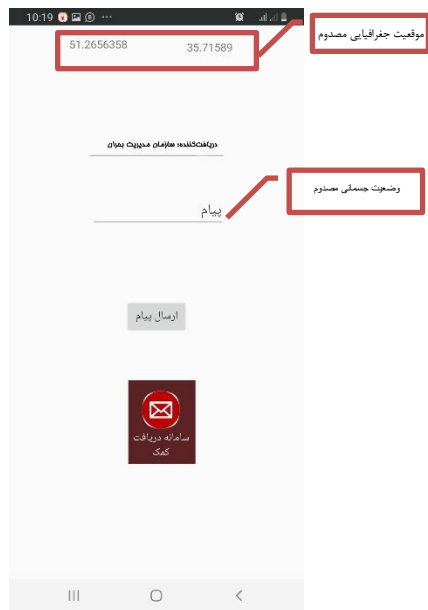 10:19
51.2656358
35.71589
موقعیت جغرافیایی مصدوم
دریافت‌کننده: سازمان مدیریت بحران
وضعیت جسمانی مصدوم
پیام
ارسال پیام
سامانه دریافت
کمک